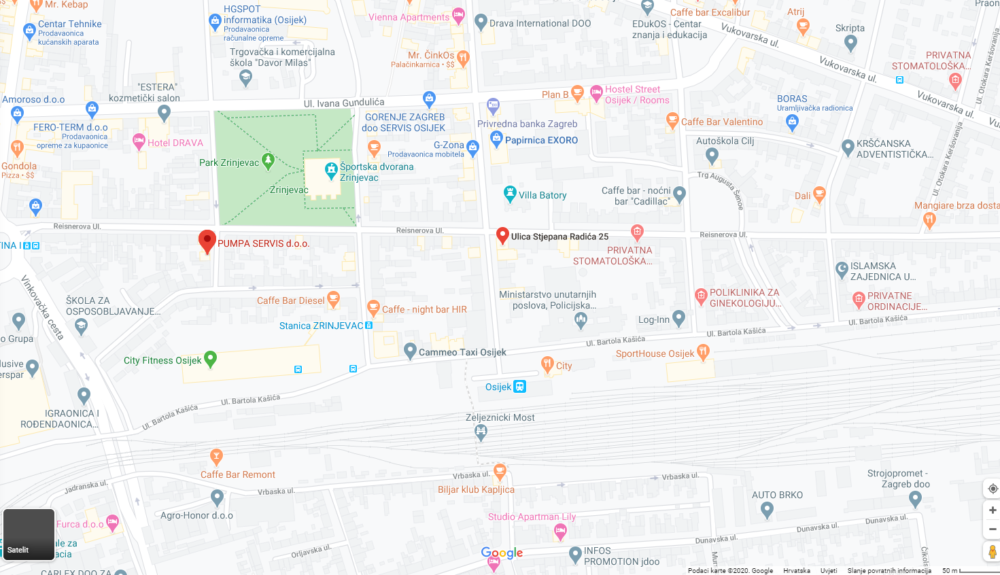 Mr. Kebap
HGSPOT
informatika (Osijek)
Prodavaonica
računalne opreme
Vienna Apartments
Drava International DOO
EDukOS - Centar
znanja i edukacija
Caffe bar Excalibur
Atrij
Skripta
Praon
Centar Tehnike
Prodavaonica
kućanskih aparata
Vukovarska ul.
Trgovačka i komercijalna
škola "Davor Milas"
Mr. ČinkOs
Palačinkarnica • $$
PRIVATNA
STOMATOLOŠKA...
Vukovarska ul.
Ul. Otokara Keršovanija
"ESTERA"
kozmetički salon
Amoroso d.o.o
Ul. Ivana Gundulića
Plan B
Hostel Street
Osijek / Rooms
BORAS
Uramljivačka radionica
Vukovarska ul.
FERO-TERM d.o.o
Prodavaonica
opreme za kupaonice
GORENJE ZAGREB
doo SERVIS OSIJEK
Privredna banka Zagreb
Caffe Bar Valentino
Hotel DRAVA
G-Zona
Prodavaonica mobitela
Papirnica EXORO
Autoškola Cilj
KRŠĆANSKA
ADVENTISTIČKA...
Ul. Otokara Keršovanija
Gondola
Pizza • $$
Park Zrinjevac
Športska dvorana
Zrinjevac
Zrinjevac
Villa Batory
Caffe bar - noćni
bar "Cadillac"
Trg Augusta Šenoe
Dali
Mangiare brza dosta
Reisnerova Ul.
Reisnerova Ul.
Reisnerova Ul.
TINA I
PUMPA SERVIS d.o.o.
Ulica Stjepana Radića 25
PRIVATNA
STOMATOLOŠKA...
ISLAMSKA
ZAJEDNICA U...
Vinkovačka cesta
ŠKOLA ZA
OSPOSOBLJAVANJE...
Caffe Bar Diesel
Caffe - night bar HIR
Ministarstvo unutarnjih
poslova, Policijska...
POLIKLINIKA ZA
GINEKOLOGIJU...
PRIVATNE
ORDINACIJE...
Log-Inn
Ul. Bartola Kašića
Stanica ZRINJEVAC
Ul. Bartola Kašića
Ul. Bartola Kašića
o Grupa
City Fitness Osijek
Cammeo Taxi Osijek
SportHouse Osijek
City
lusive
erspar
Osijek
Ul. Bartola Kašića
IGRAONICA I
ROĐENDAONICA...
Zeljeznicki Most
Caffe Bar Remont
Vrbaska ul.
Vrbaska ul.
Strojopromet -
Zagreb doo
Jadranska ul.
Vrbaska ul.
Biljar klub Kapljica
AUTO BRKO
Agro-Honor d.o.o
Studio Apartman Lily
Furca d.o.o
Dunavska ul.
Dunavska ul.
Dunavska ul.
ale za
acia
Satelit
Orljavska ul.
Google
INFOS
PROMOTION jdoo
Murs
Čikols
CARLEX DOO ZA
Podaci karte ©2020. Google
Hrvatska
Uvjeti
Slanje povratnih informacija
50 m